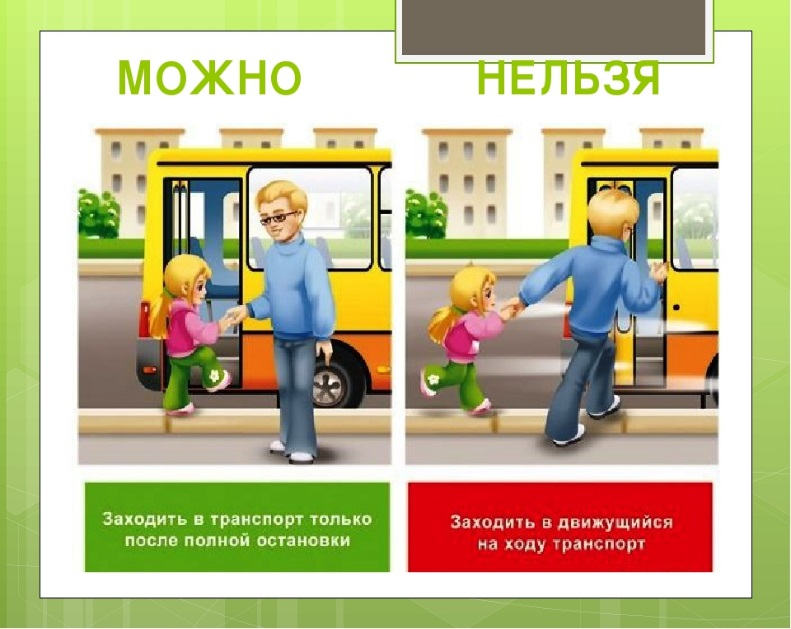 МОЖНО
НЕЛЬЗЯ
Заходить в транспорт только
после полной остановки
Заходить в движущийся
на ходу транспорт